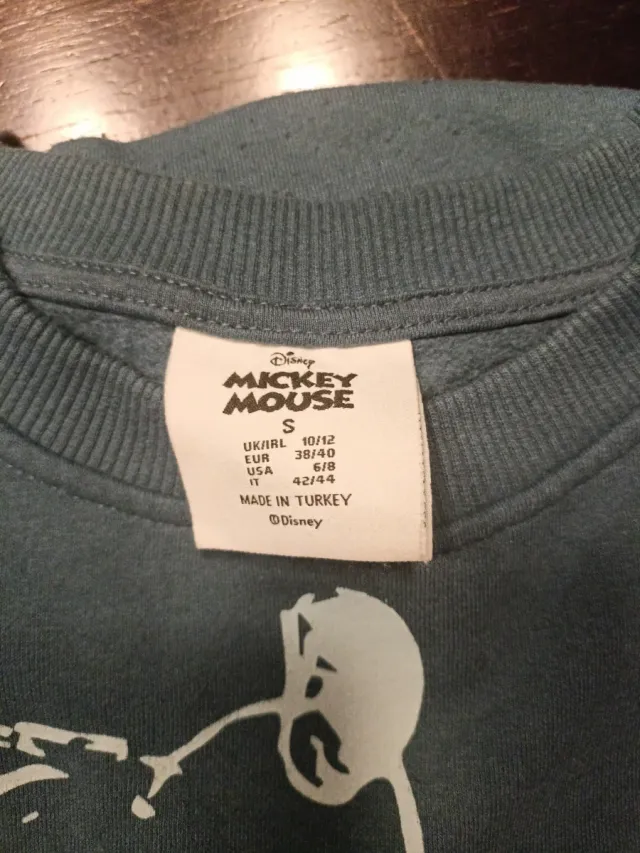 Disney
MICKEY
MOUSE
S
UK/IRL 10/12
EUR 38/40
USA 6/8
IT 42/44
MADE IN TURKEY
©Disney